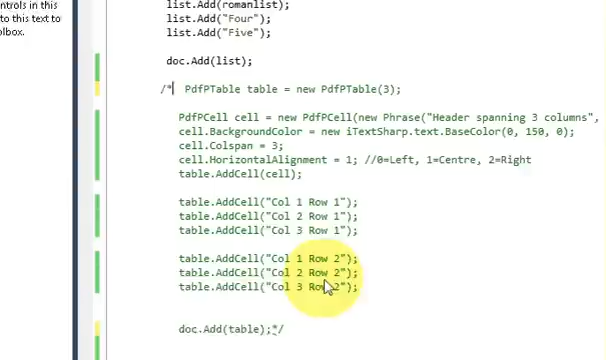 ntrols in this
to this text to
olbox.
list.Add(romanlist);
list.Add("Four");
list.Add("Five");
doc.Add(list);
/* PdfPTable table = new PdfPTable(3);
PdfPCell cell = new PdfPCell(new Phrase("Header spanning 3 columns",
cell.BackgroundColor = new iTextSharp.text.BaseColor(0, 150, 0);
cell.Colspan = 3;
cell.HorizontalAlignment = 1; //0=Left, 1=Centre, 2=Right
table.AddCell(cell);
table.AddCell("Col 1 Row 1");
table.AddCell("Col 2 Row 1");
table.AddCell("Col 3 Row 1");
table.AddCell("Col 1 Row 2");
table.AddCell("Col 2 Row 2");
table.AddCell("Col 3 Row 2");
doc.Add(table);*/